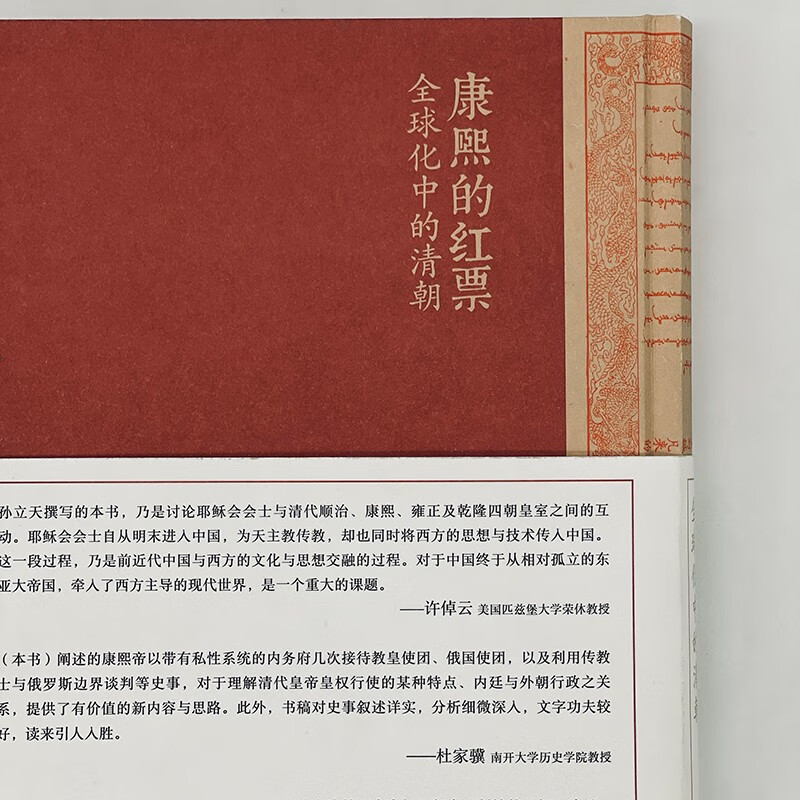 康熙的红票
全球化中的清朝
孙立天撰写的本书，乃是讨论耶稣会会士与清代顺治、康熙、雍正及乾隆四朝皇室之间的互
动。耶稣会会士自从明末进入中国，为天主教传教，却也同时将西方的思想与技术传入中国。
这一段过程，乃是前近代中国与西方的文化与思想交融的过程。对于中国终于从相对孤立的东
亚大帝国，牵入了西方主导的现代世界，是一个重大的课题。
——许倬云 美国匹兹堡大学荣休教授
（本书）阐述的康熙帝以带有私性系统的内务府几次接待教皇使团、俄国使团，以及利用传教
士与俄罗斯边界谈判等史事，对于理解清代皇帝皇权行使的某种特点、内廷与外朝行政之关
系，提供了有价值的新内容与思路。此外，书稿对史事叙述详实，分析细微深入，文字功夫较
好，读来引人入胜。
——杜家骥 南开大学历史学院教授